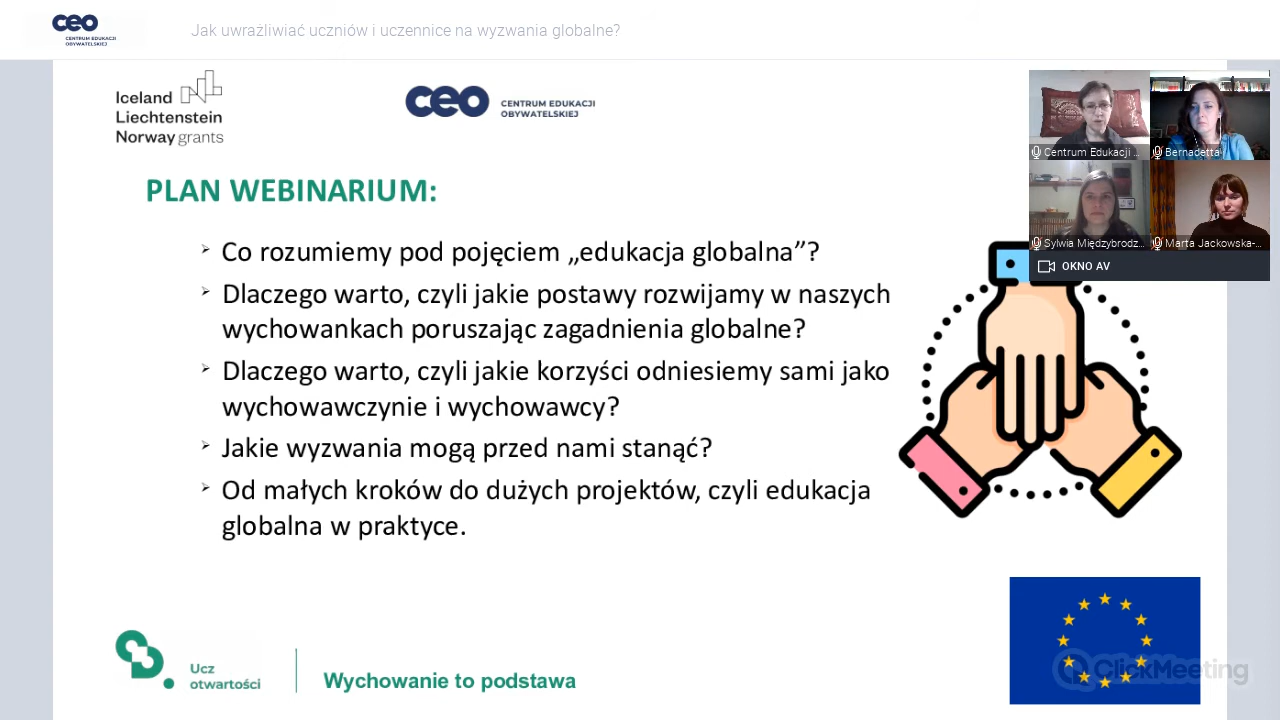 ceo
CENTRUM EDUKACJI
OBYWATELSKIEJ
Jak uwrażliwiać uczniów i uczennice na wyzwania globalne?
Iceland
Liechtenstein
Norway grants
ceo
CENTRUM EDUKACJI
OBYWATELSKIEJ
Centrum Edukacji ...
Bernadetta
Sylwia Międzybrodz...
Marta Jackowska-...
OKNO AV
PLAN WEBINARIUM:
Co rozumiemy pod pojęciem „edukacja globalna”?
Dlaczego warto, czyli jakie postawy rozwijamy w naszych
wychowankach poruszając zagadnienia globalne?
Dlaczego warto, czyli jakie korzyści odniesiemy sami jako
wychowawczynie i wychowawcy?
Jakie wyzwania mogą przed nami stanąć?
Od małych kroków do dużych projektów, czyli edukacja
globalna w praktyce.
Ucz
otwartości
Wychowanie to podstawa
ClickMeeting